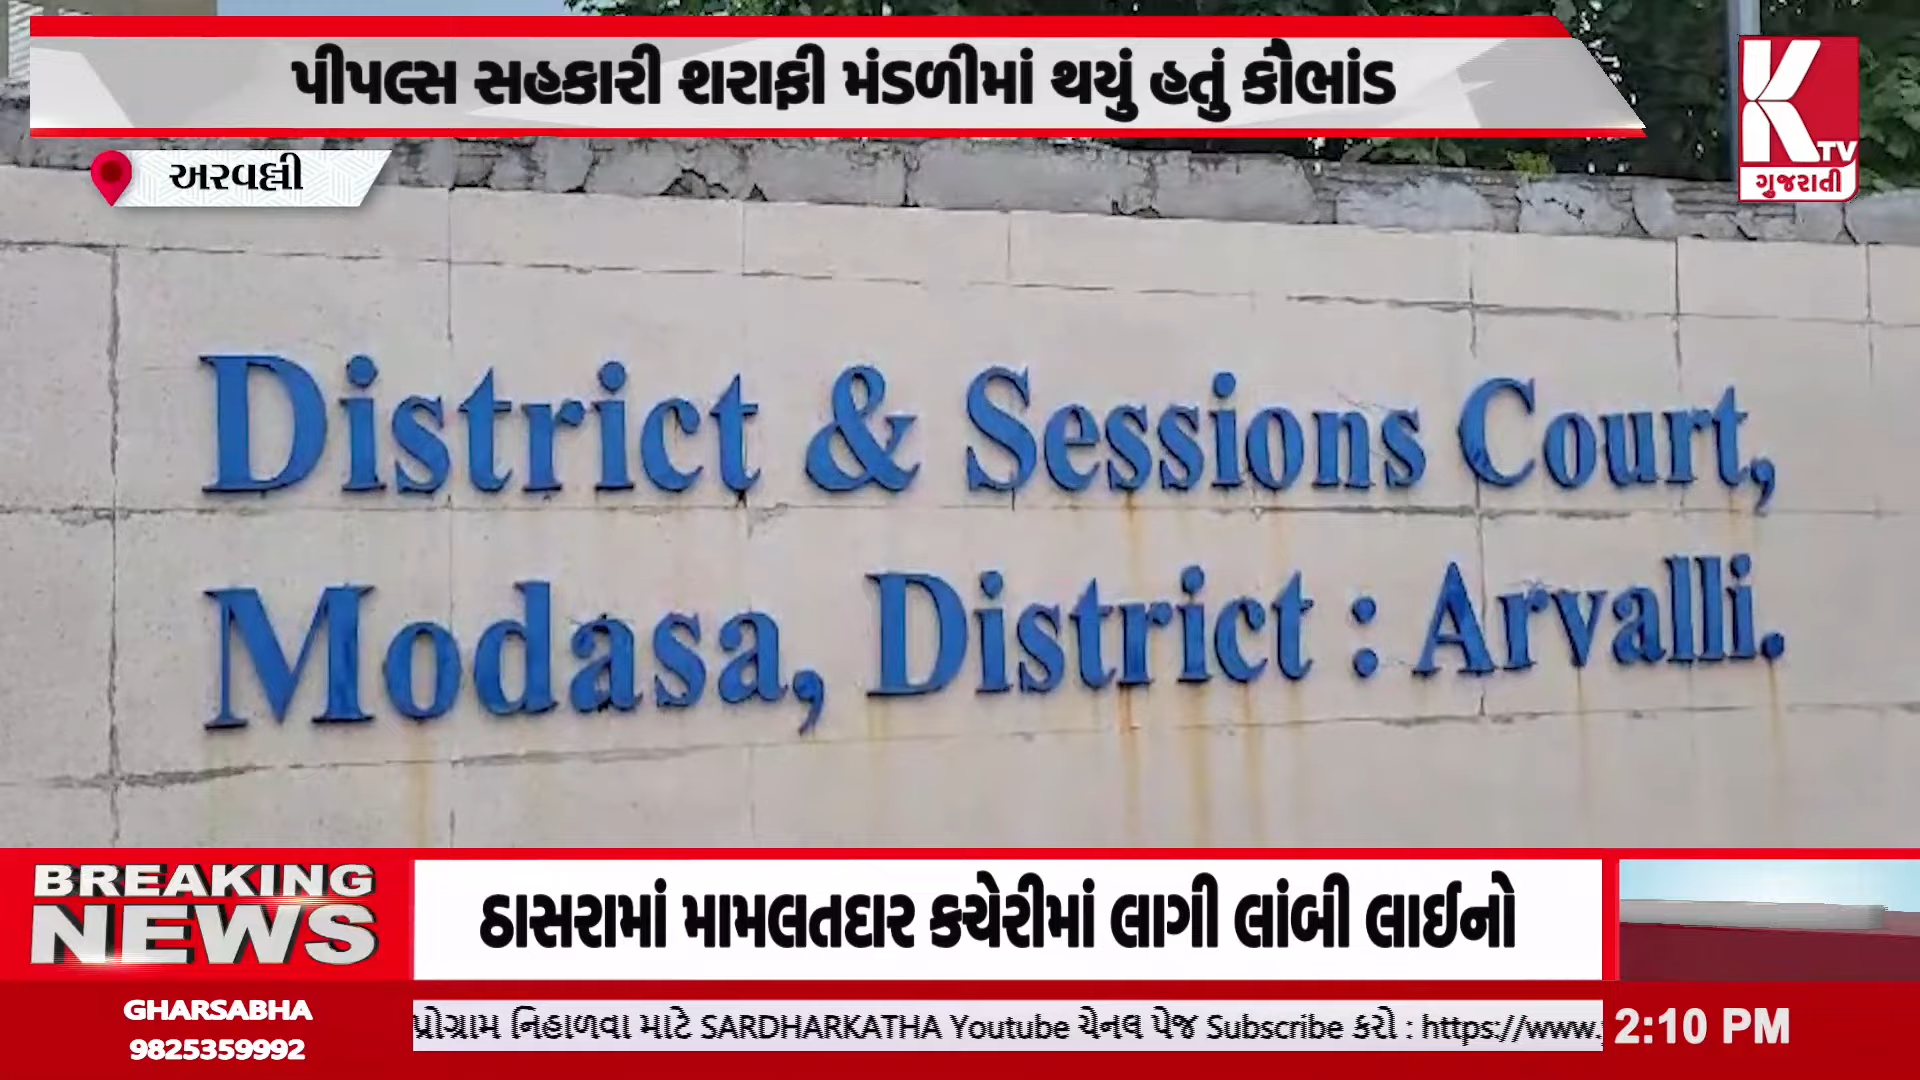 પીપલ્સ સહકારી શરાફી મંડળીમાં થયું હતું કૌભાંડ
K TV
ગુજરાતી
અરવલ્લી
District & Sessions Court,
Modasa, District : Arvalli.
BREAKING
NEWS
ઠાસરામાં મામલતદાર કચેરીમાં લાગી લાંબી લાઈનો
GHARSABHA
9825359992
પ્રોગ્રામ નિહાળવા માટે SARDHARKATHA Youtube ચેનલ પેજ Subscribe કરો : https://www.
2:10 PM